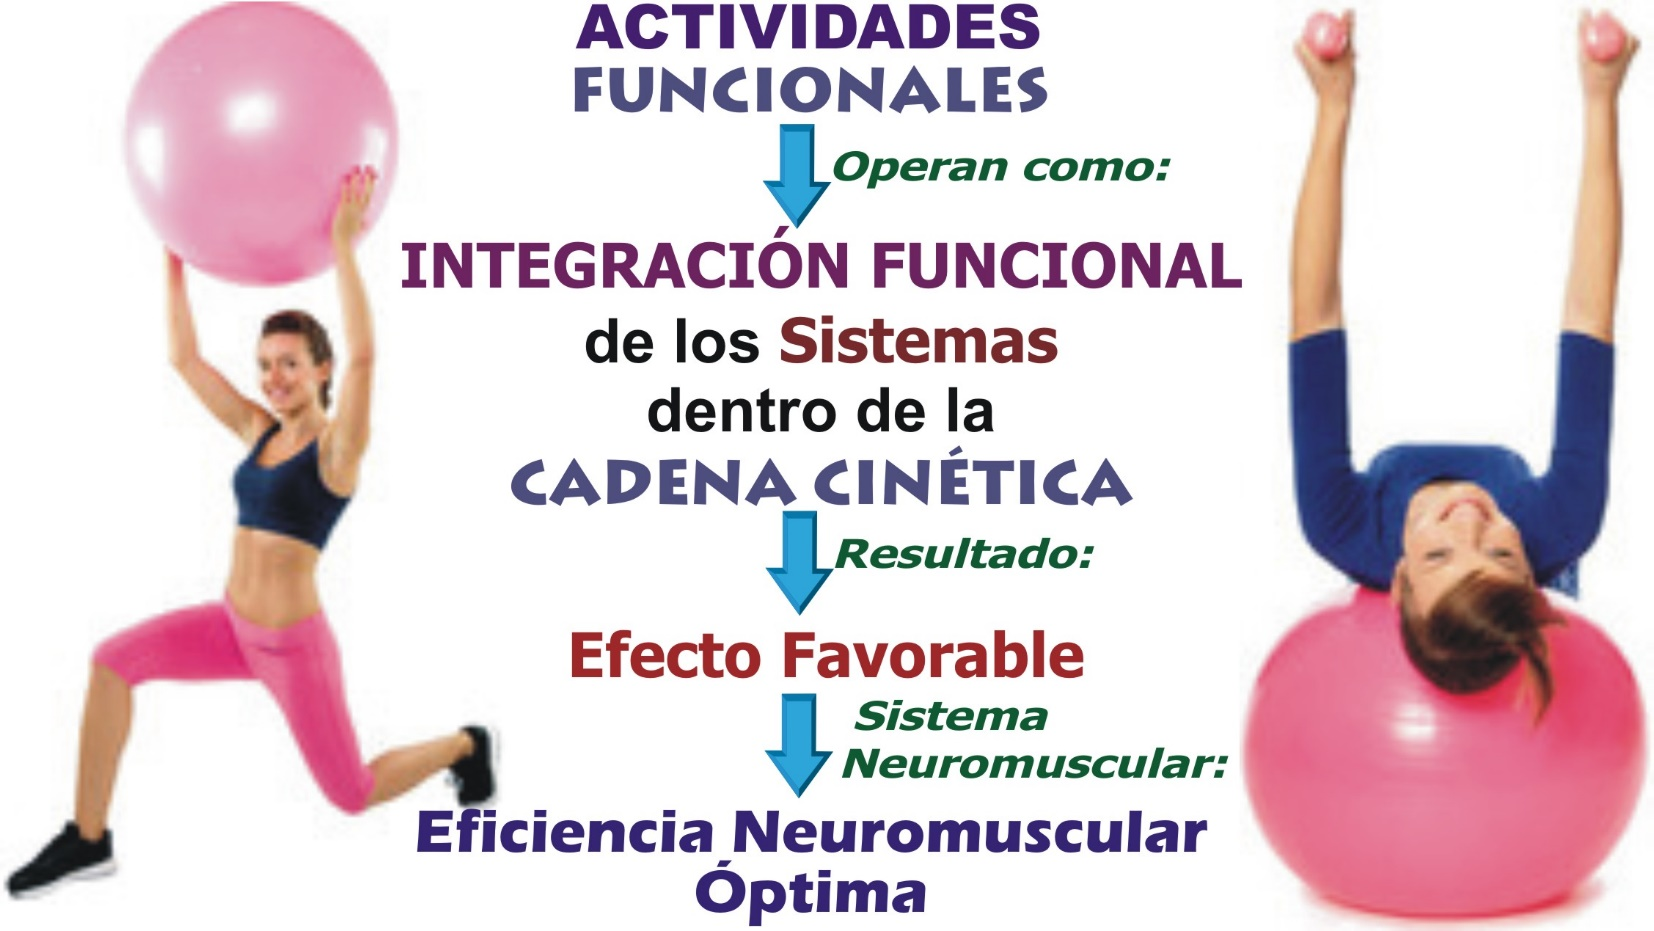 ACTIVIDADES
FUNCIONALES
Operan como:
INTEGRACIÓN FUNCIONAL
de los Sistemas
dentro de la
CADENA CINÉTICA
Resultado:
Efecto Favorable
Sistema
Neuromuscular:
Eficiencia Neuromuscular
Óptima